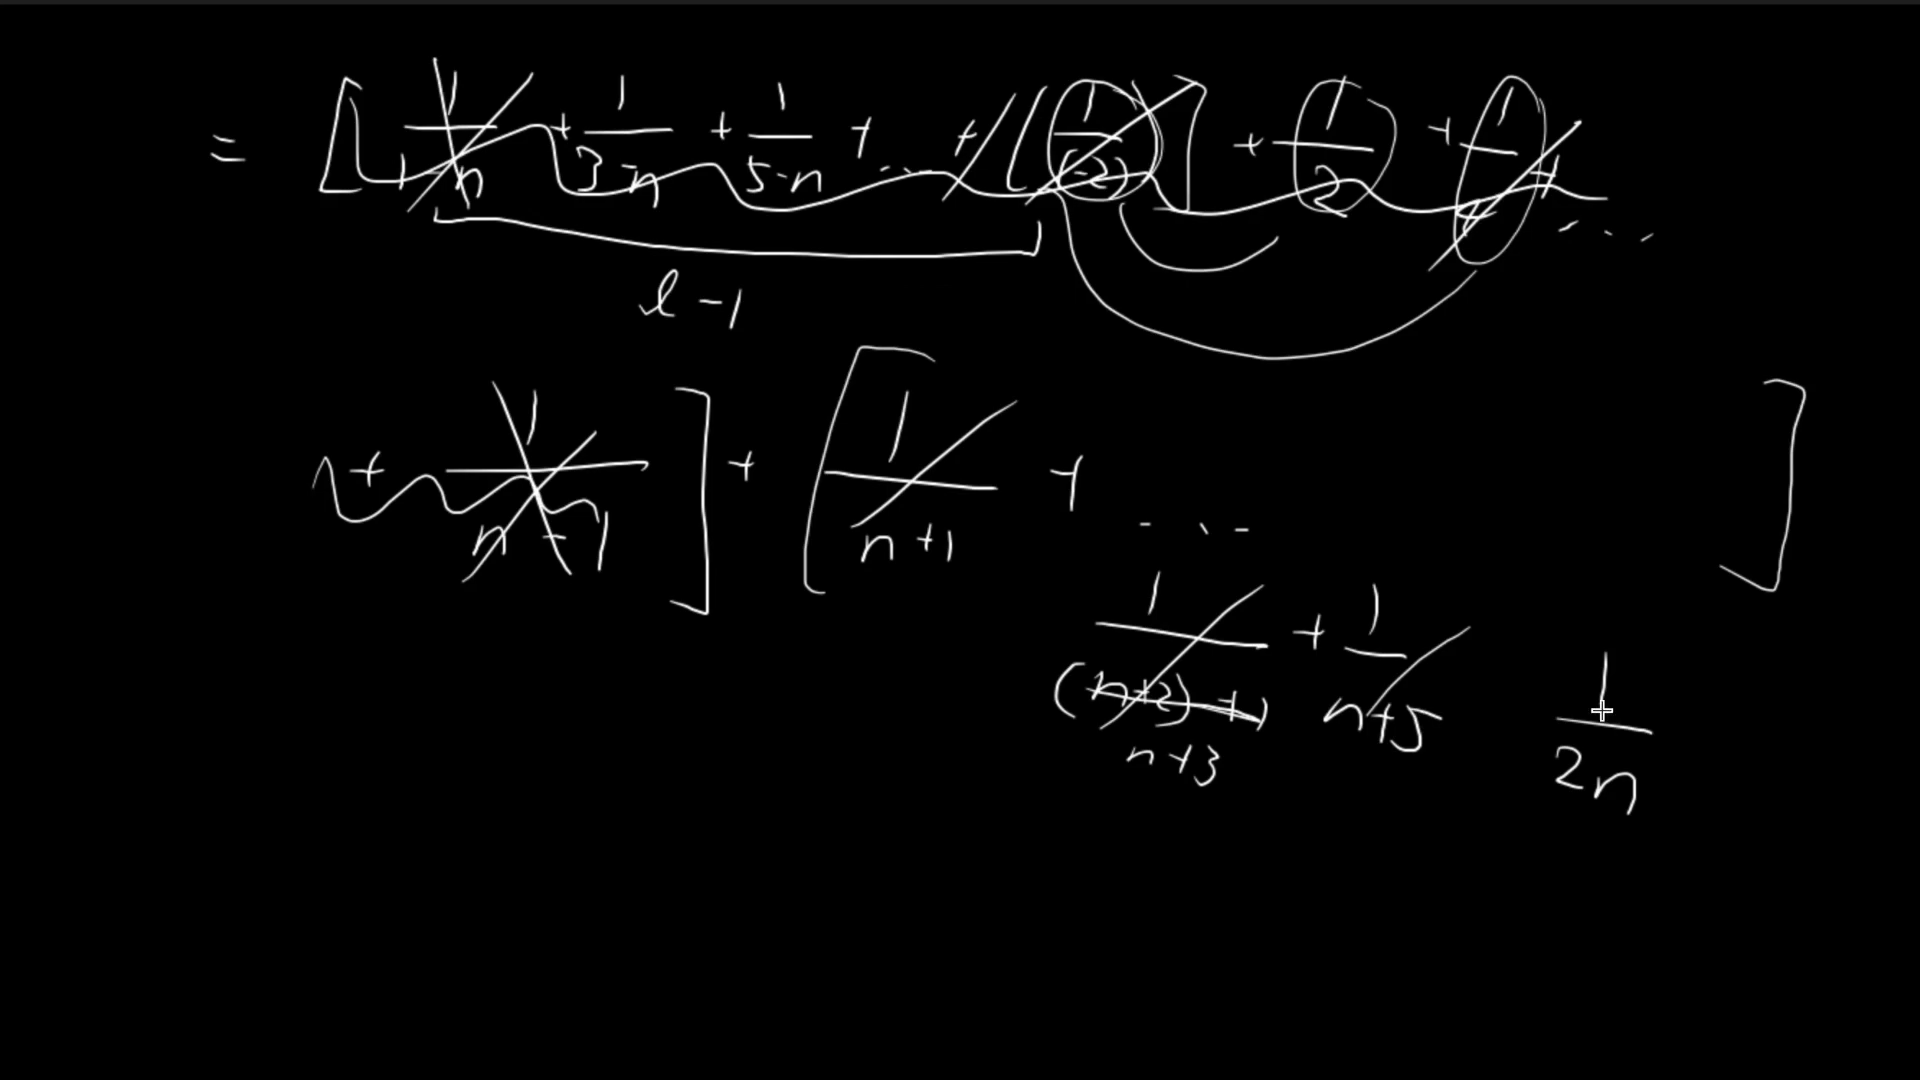 = [ 1/(1-n) + 1/(3-n) + 1/(5-n) + ... + ( 1/(-2) ) ] + 1/2 + 1/4 + ...
l-1
+ 1/(n-1) ] + [ 1/(n+1) + ... ]
1/((n+2)+1) + 1/(n+5) 1/2n
n+3